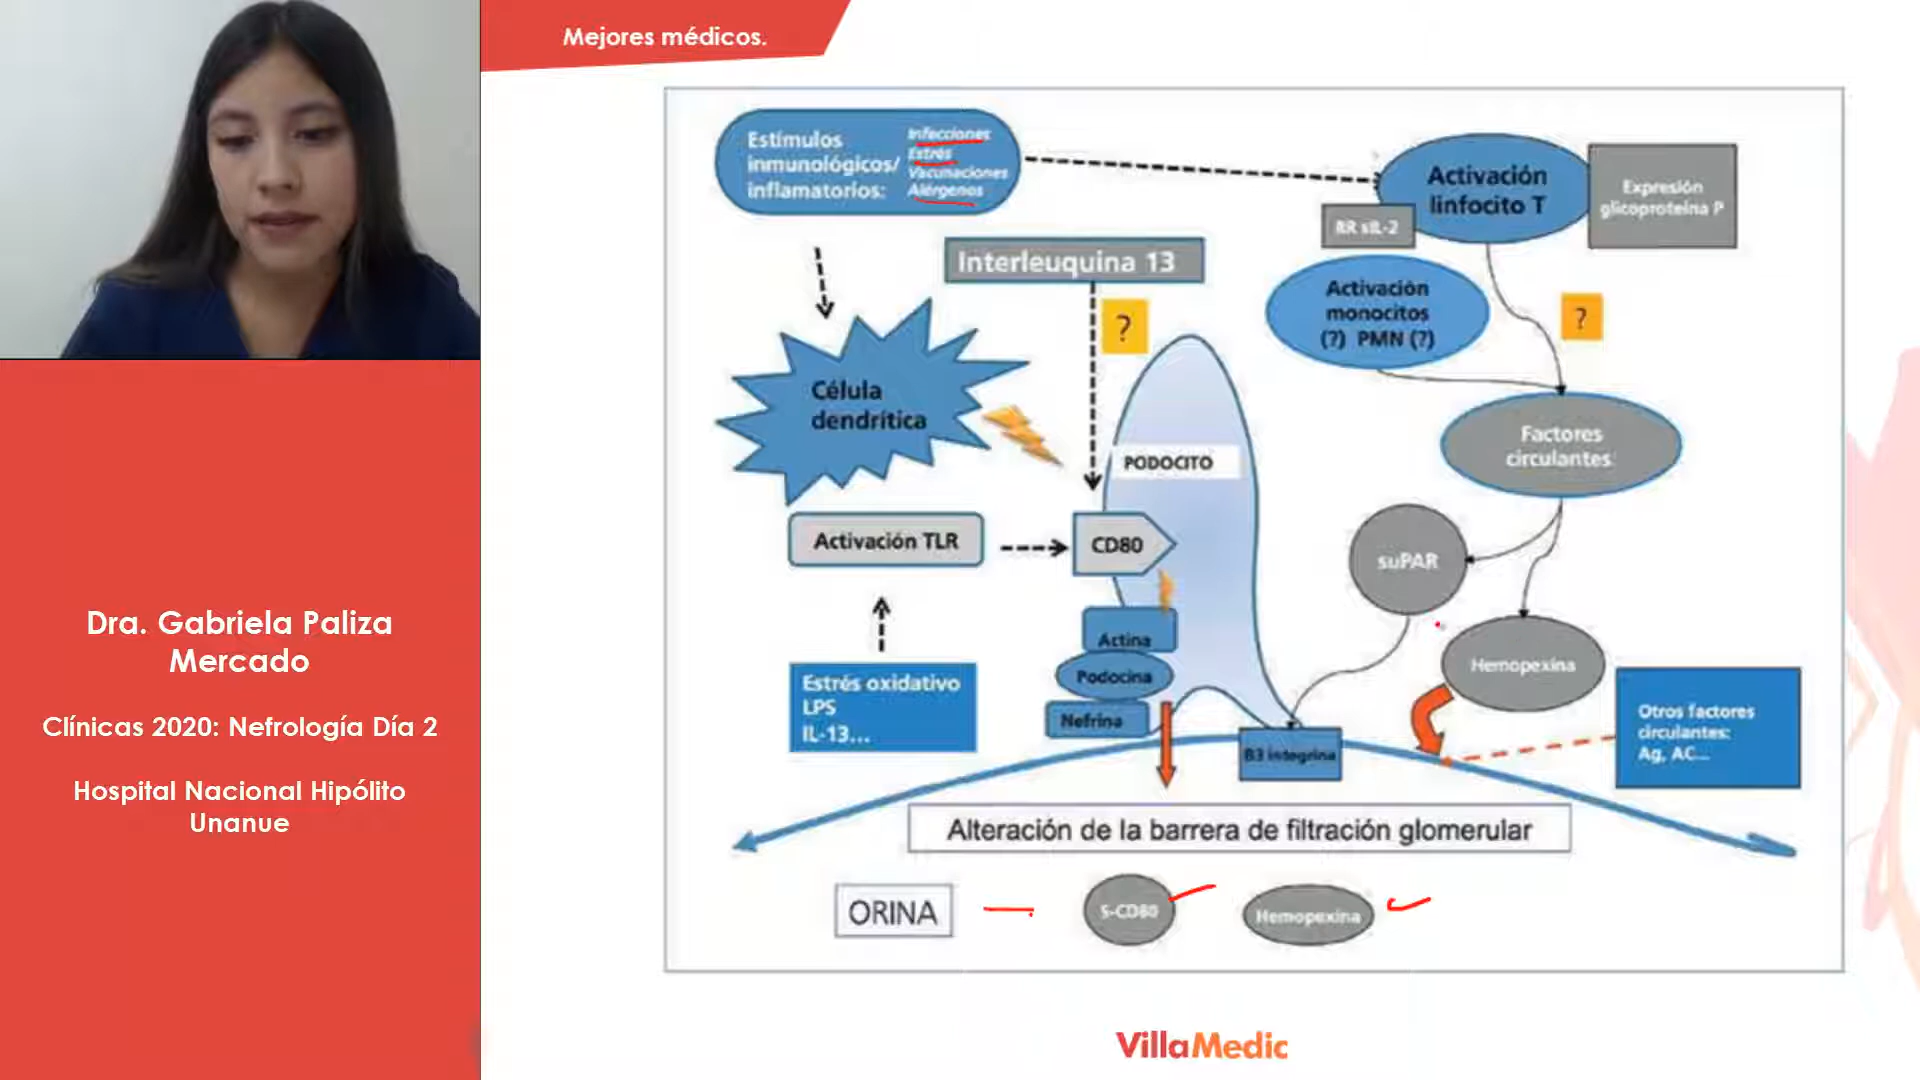 Mejores médicos.
Estímulos
inmunológicos/
inflamatorios:
Infecciones
Estrés
Vacunaciones
Alérgenos
Activación
linfocito T
Expresión
glicoproteína P
RR sIL-2
Interleuquina 13
Activación
monocitos
(?) PMN (?)
?
?
Célula
dendrítica
Factores
circulantes
PODOCITO
Activación TLR
CD80
suPAR
Actina
Podocina
Nefrina
Hemopexina
Estrés oxidativo
LPS
IL-13...
B3 integrina
Otros factores
circulantes:
Ag, AC...
Alteración de la barrera de filtración glomerular
ORINA
S-CD80
Hemopexina
Dra. Gabriela Paliza
Mercado
Clínicas 2020: Nefrología Día 2
Hospital Nacional Hipólito
Unanue
VillaMedic